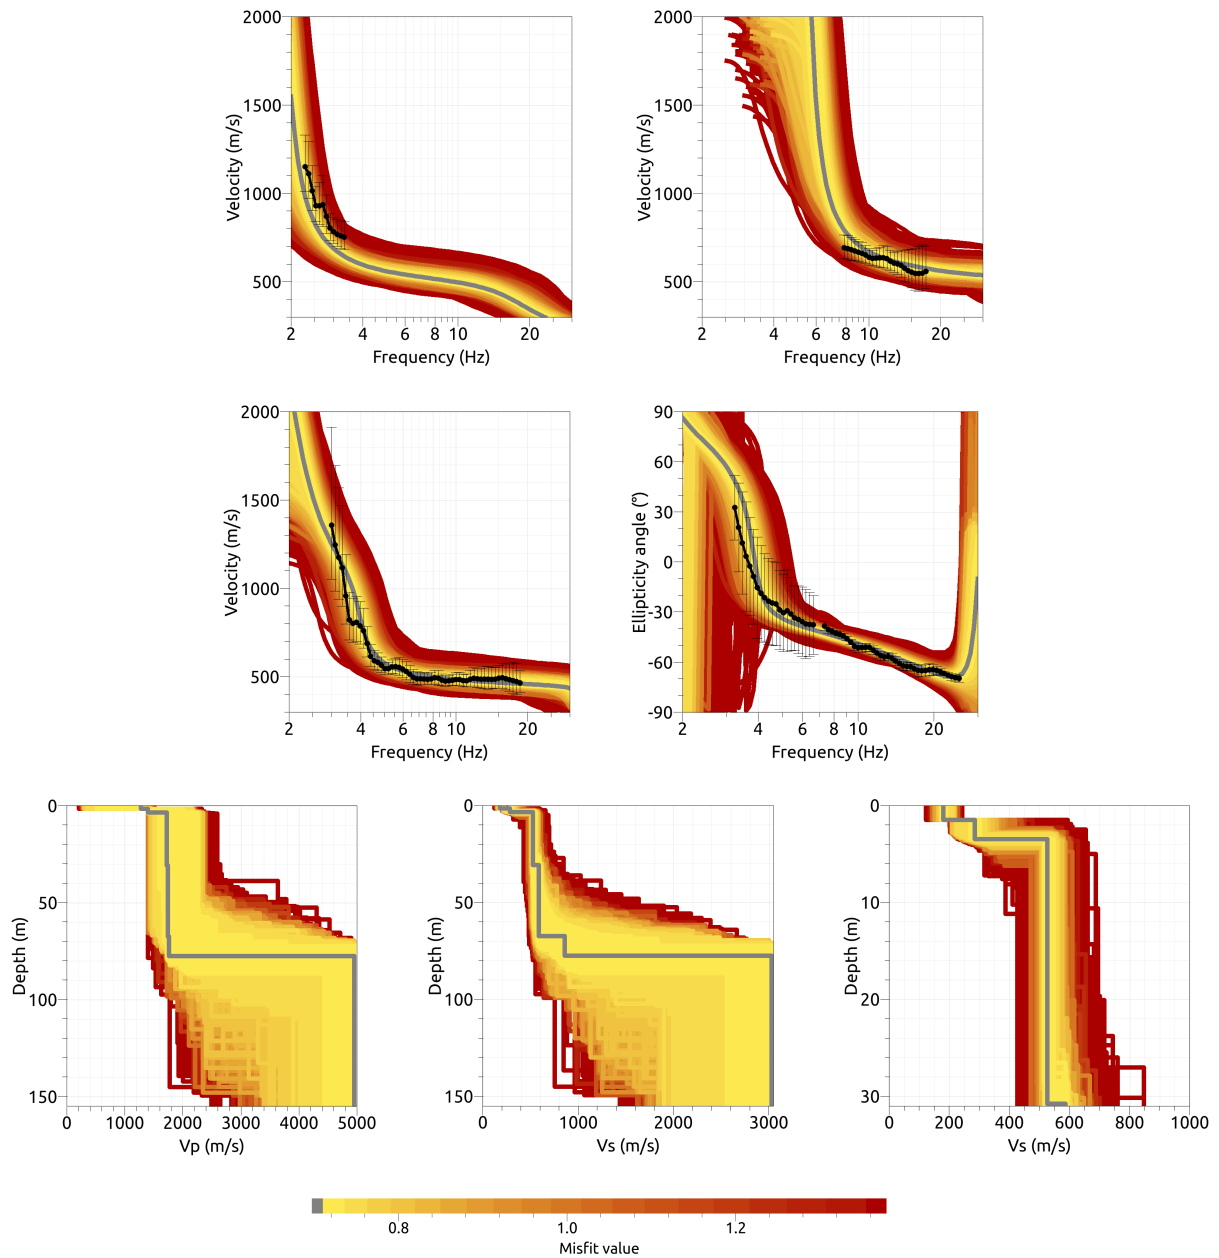 2000
1500
1000
500
Velocity (m/s)
2 4 6 8 10 20
Frequency (Hz)
2000
1500
1000
500
Velocity (m/s)
2 4 6 8 10 20
Frequency (Hz)
2000
1500
1000
500
Velocity (m/s)
2 4 6 8 10 20
Frequency (Hz)
90
60
30
0
-30
-60
-90
Ellipticity angle (°)
2 4 6 8 10 20
Frequency (Hz)
0
50
100
150
Depth (m)
0 1000 2000 3000 4000 5000
Vp (m/s)
0
50
100
150
Depth (m)
0 1000 2000 3000
Vs (m/s)
0
10
20
30
Depth (m)
0 200 400 600 800 1000
Vs (m/s)
0.8 1.0 1.2
Misfit value